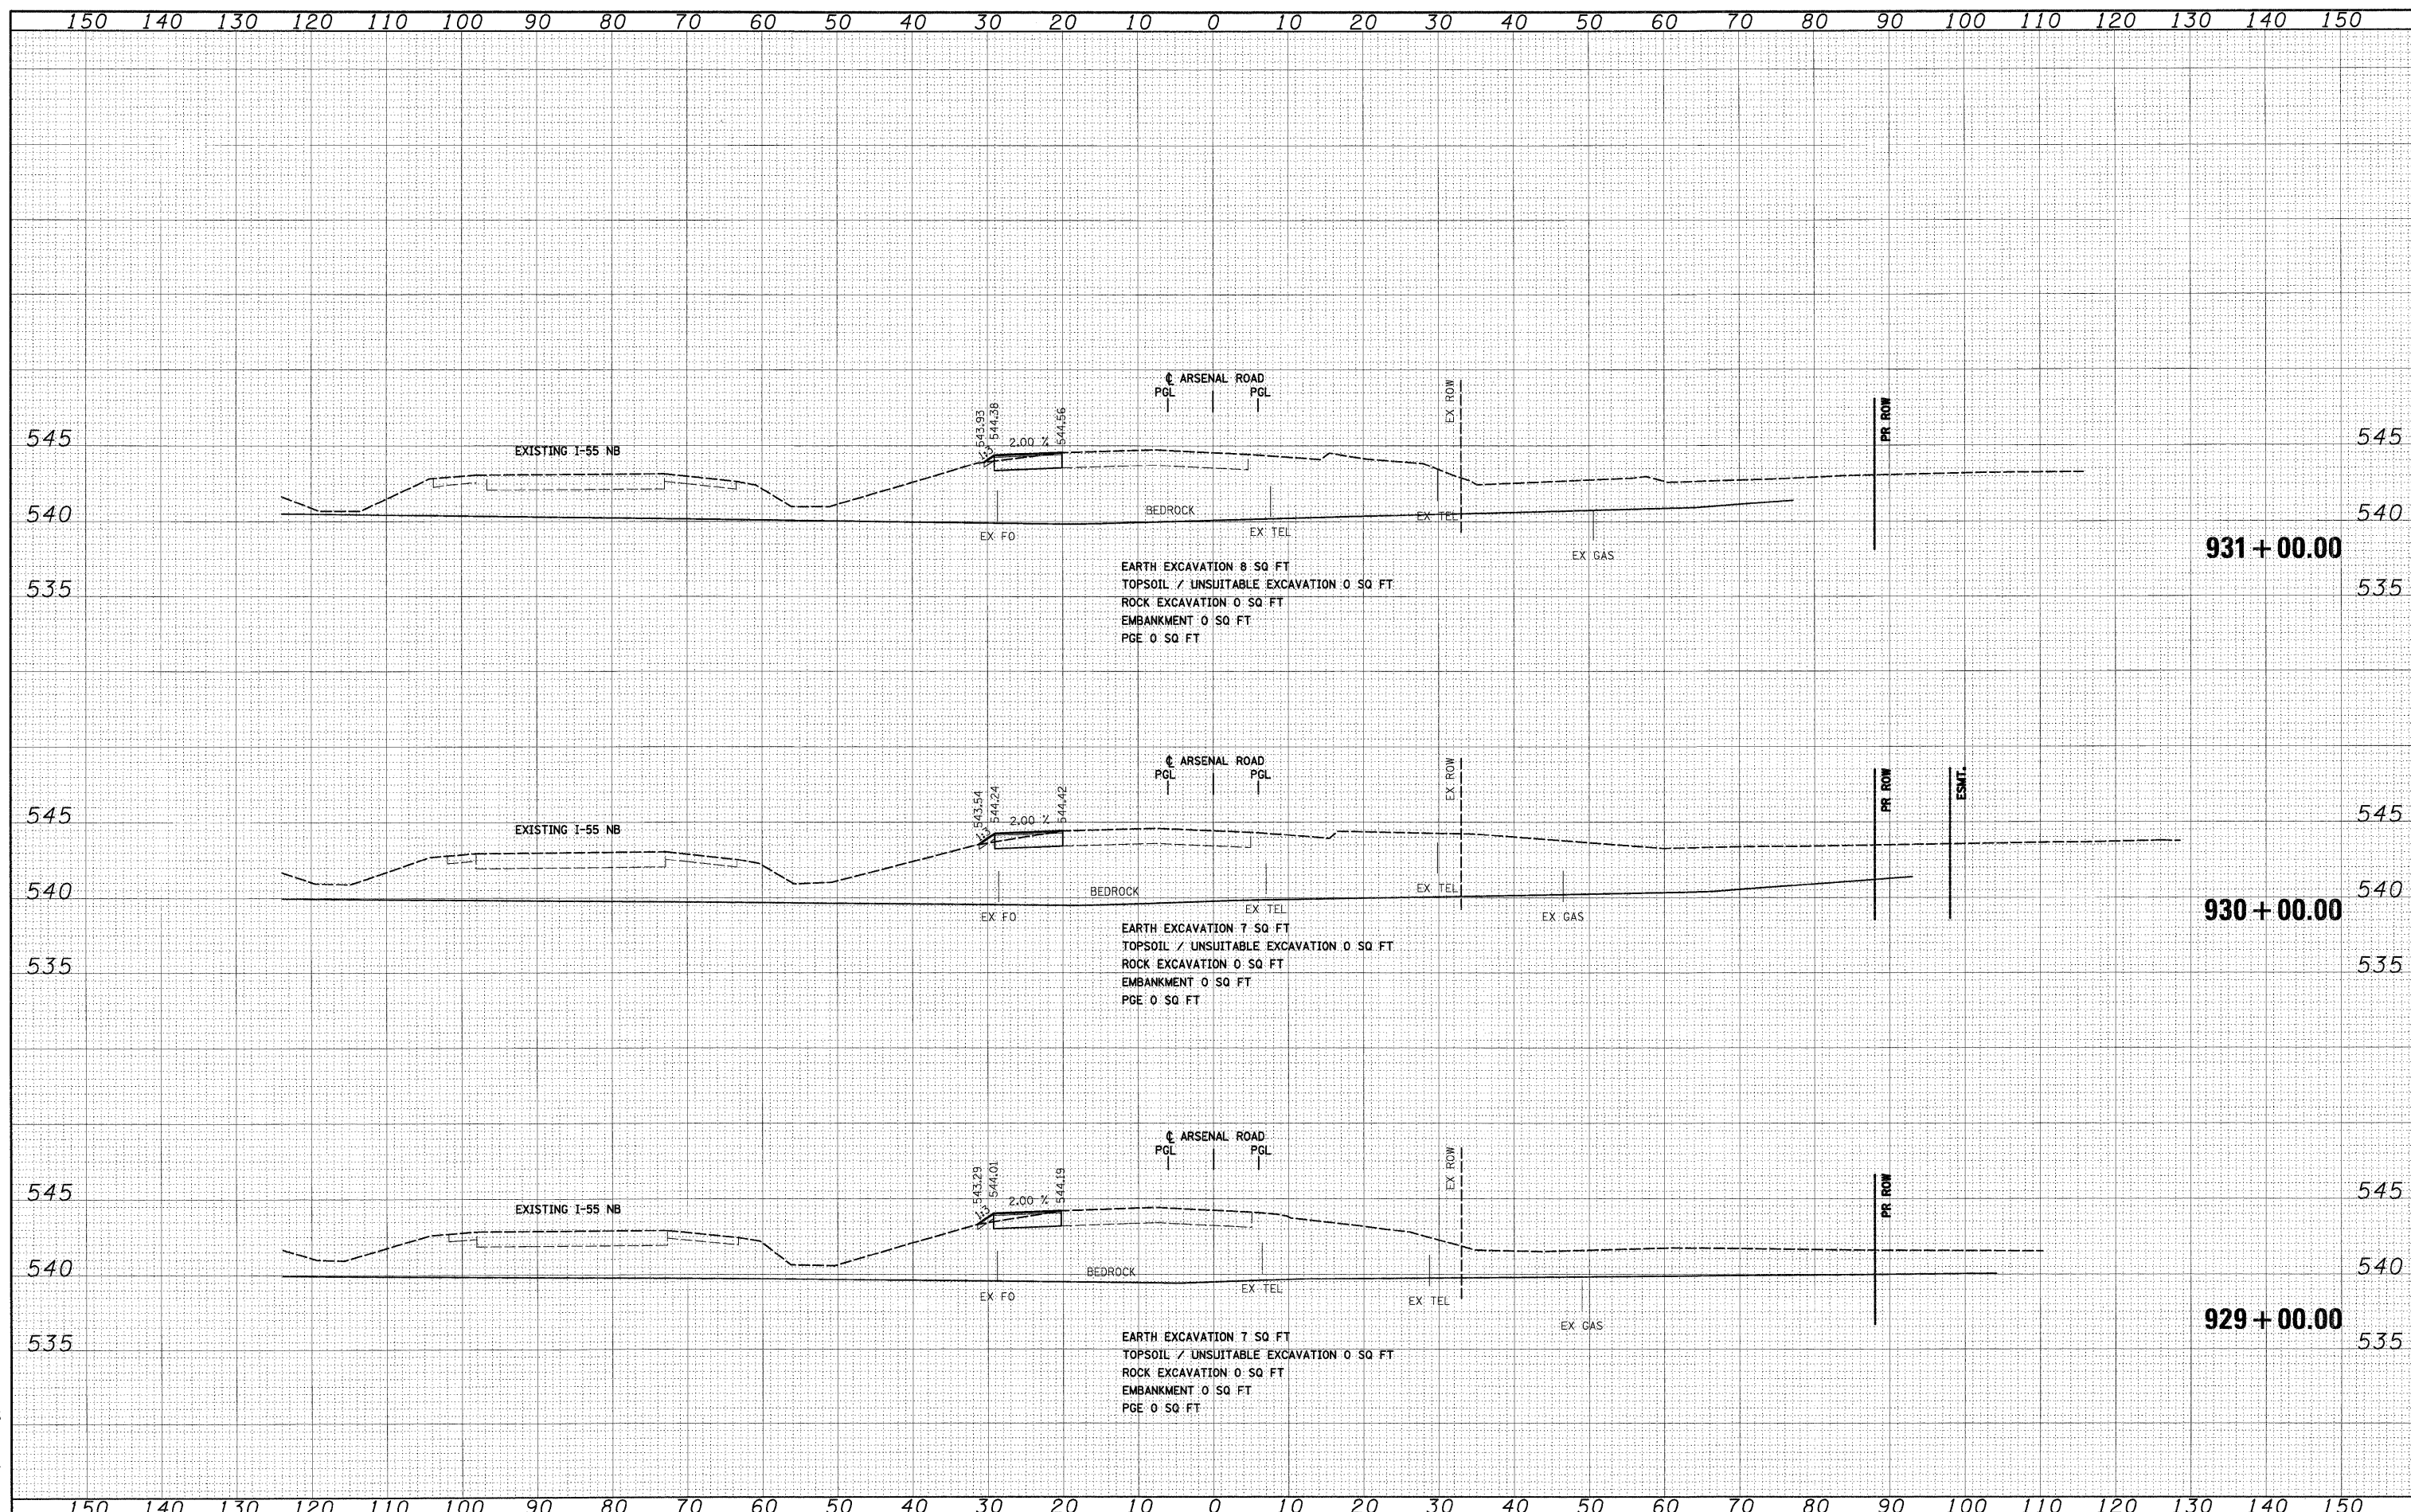 150 140 130 120 110 100 90 80 70 60 50 40 30 20 10 0 10 20 30 40 50 60 70 80 90 100 110 120 130 140 150
℄ ARSENAL ROAD
PGL PGL
EX ROW
PR ROW
543.93
544.38
544.56
2.00 %
1:3
545 545
EXISTING I-55 NB
540 540
BEDROCK
EX FO
EX TEL
EX TEL
EX GAS
931+00.00
EARTH EXCAVATION 8 SQ FT
TOPSOIL / UNSUITABLE EXCAVATION 0 SQ FT
535 535
ROCK EXCAVATION 0 SQ FT
EMBANKMENT 0 SQ FT
PGE 0 SQ FT
℄ ARSENAL ROAD
PGL PGL
EX ROW
PR ROW
ESMT.
543.54
544.24
544.42
2.00 %
1:3
545 545
EXISTING I-55 NB
540 540
BEDROCK
EX FO
EX TEL
EX TEL
EX GAS
930+00.00
EARTH EXCAVATION 7 SQ FT
TOPSOIL / UNSUITABLE EXCAVATION 0 SQ FT
535 535
ROCK EXCAVATION 0 SQ FT
EMBANKMENT 0 SQ FT
PGE 0 SQ FT
℄ ARSENAL ROAD
PGL PGL
EX ROW
PR ROW
543.29
544.01
544.19
2.00 %
1:3
545 545
EXISTING I-55 NB
540 540
BEDROCK
EX FO
EX TEL
EX TEL
EX GAS
929+00.00
535 535
EARTH EXCAVATION 7 SQ FT
TOPSOIL / UNSUITABLE EXCAVATION 0 SQ FT
ROCK EXCAVATION 0 SQ FT
EMBANKMENT 0 SQ FT
PGE 0 SQ FT
150 140 130 120 110 100 90 80 70 60 50 40 30 20 10 0 10 20 30 40 50 60 70 80 90 100 110 120 130 140 150